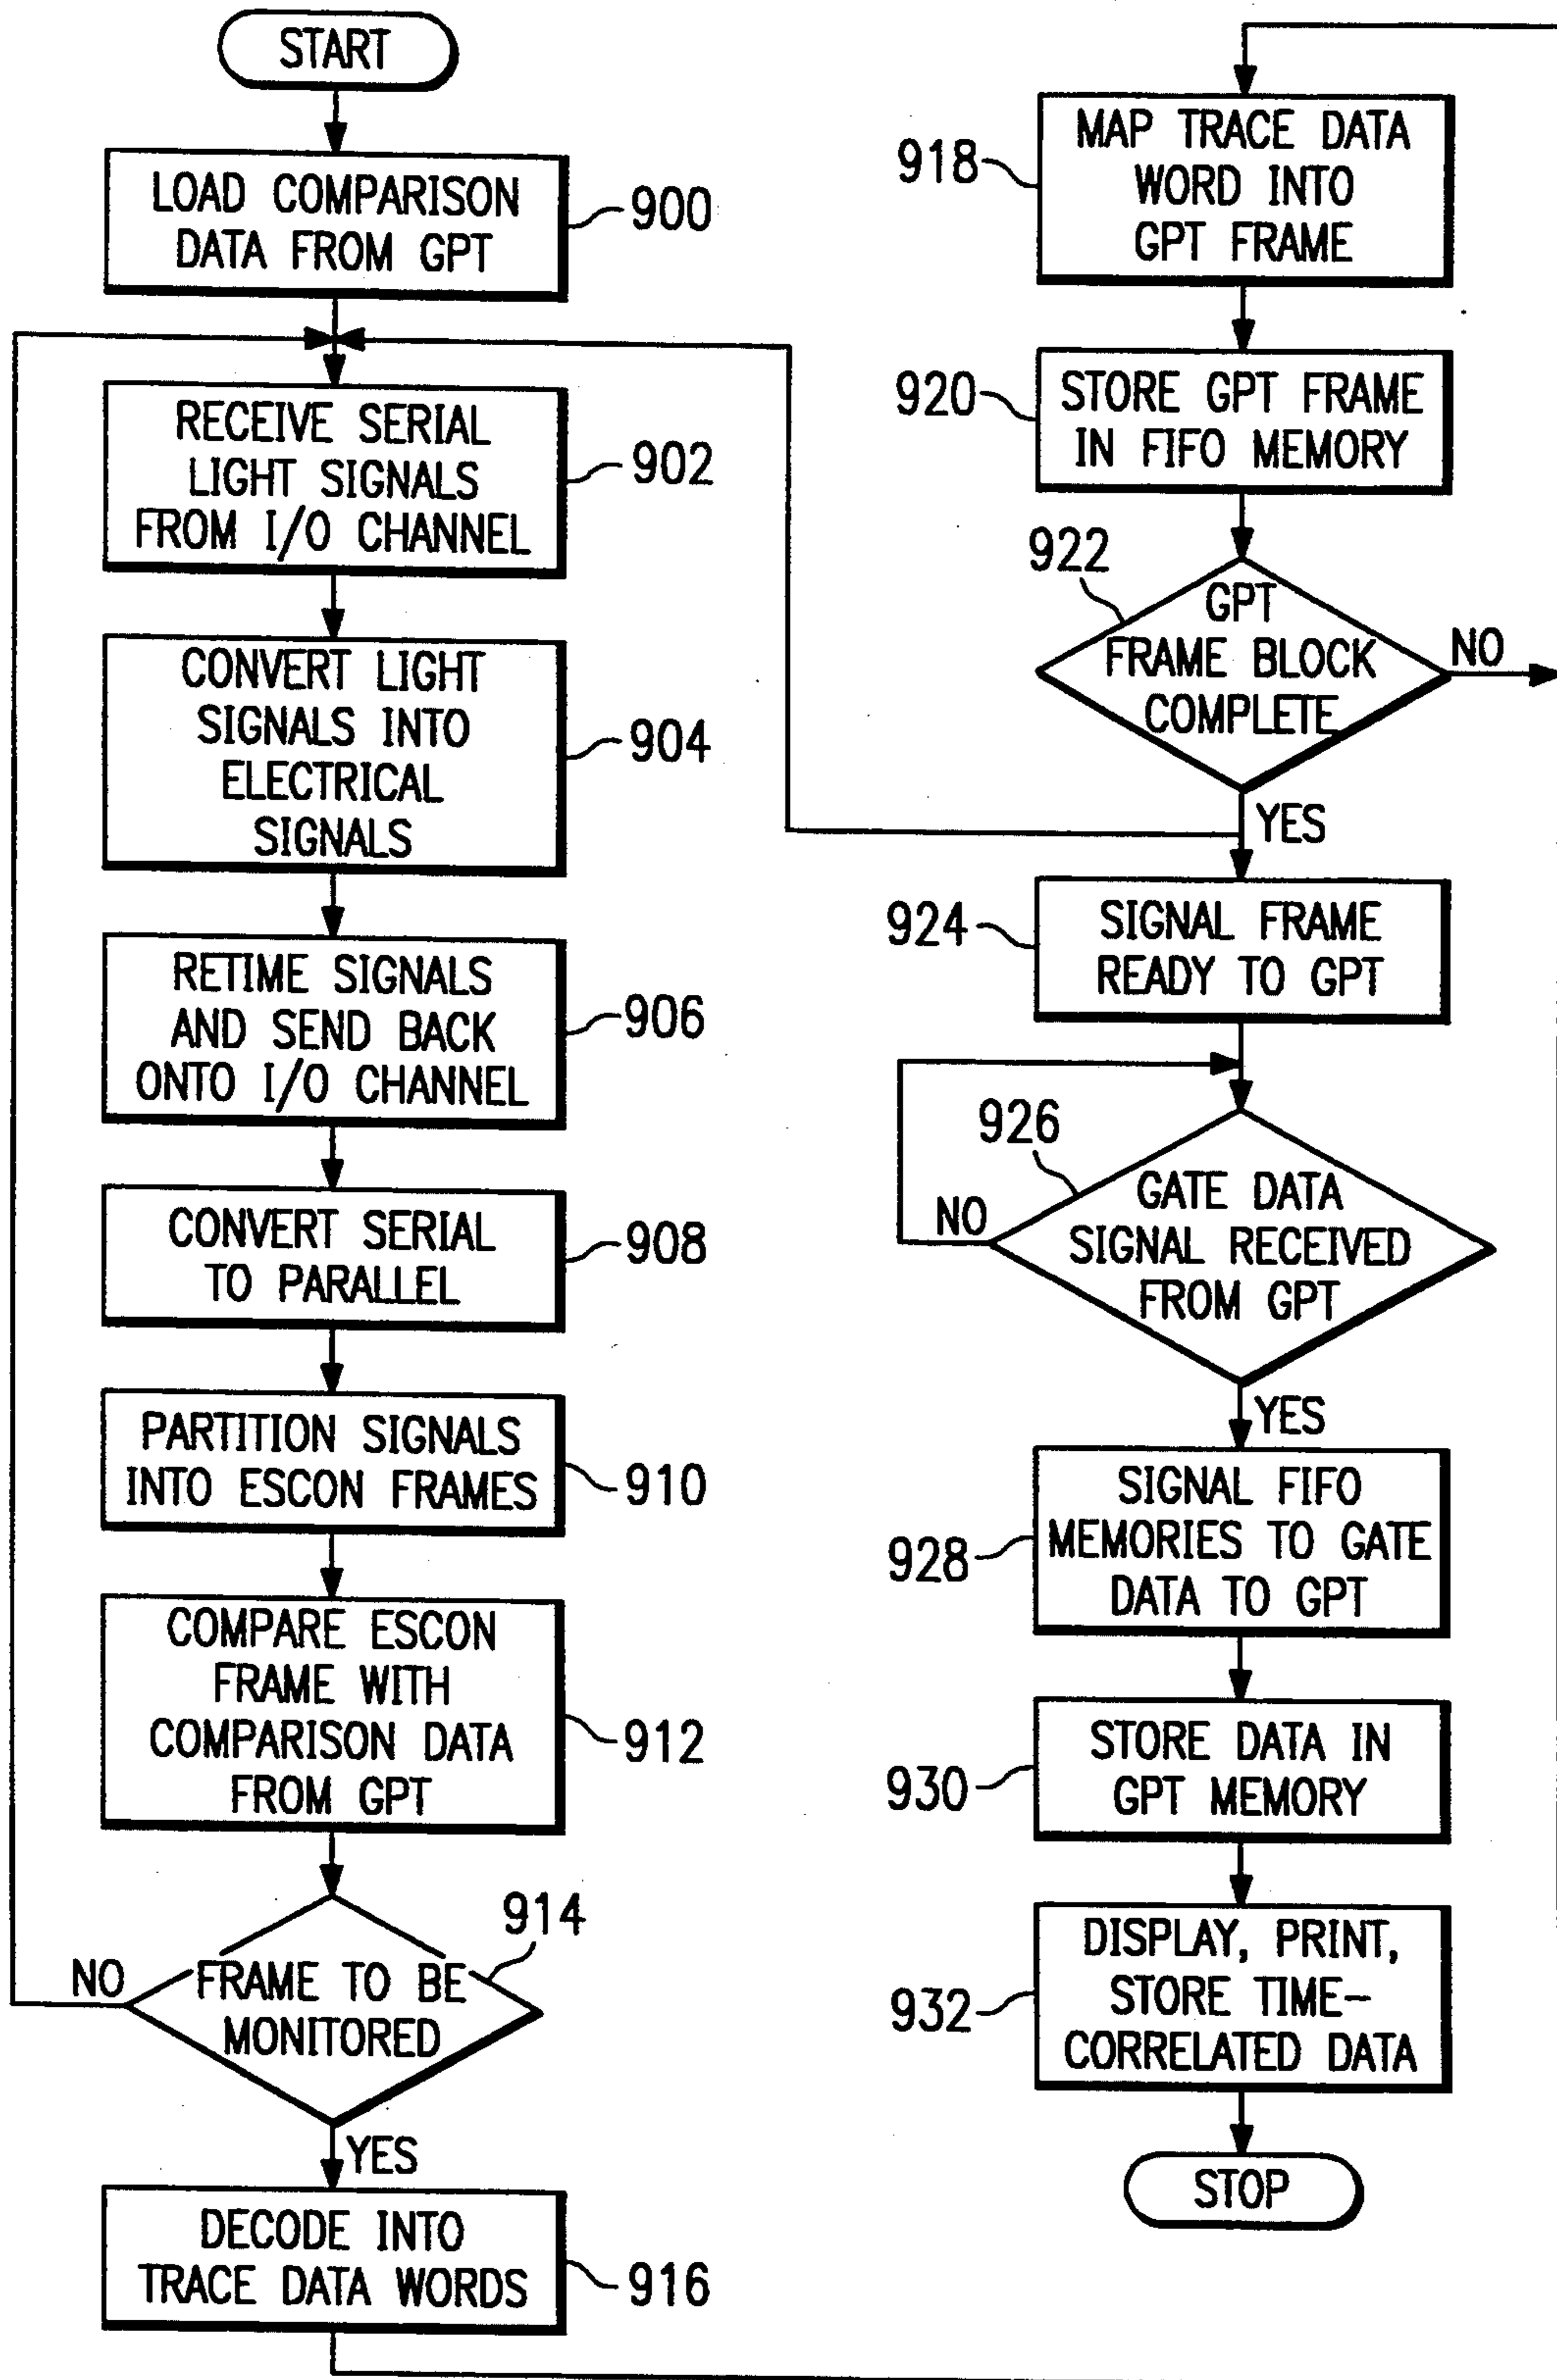 START
LOAD COMPARISON
DATA FROM GPT
900
RECEIVE SERIAL
LIGHT SIGNALS
FROM I/O CHANNEL
902
CONVERT LIGHT
SIGNALS INTO
ELECTRICAL
SIGNALS
904
RETIME SIGNALS
AND SEND BACK
ONTO I/O CHANNEL
906
CONVERT SERIAL
TO PARALLEL
908
PARTITION SIGNALS
INTO ESCON FRAMES
910
COMPARE ESCON
FRAME WITH
COMPARISON DATA
FROM GPT
912
914
NO
FRAME TO BE
MONITORED
YES
DECODE INTO
TRACE DATA WORDS
916
918
MAP TRACE DATA
WORD INTO
GPT FRAME
920
STORE GPT FRAME
IN FIFO MEMORY
922
GPT
FRAME BLOCK
COMPLETE
NO
YES
924
SIGNAL FRAME
READY TO GPT
926
GATE DATA
SIGNAL RECEIVED
FROM GPT
NO
YES
928
SIGNAL FIFO
MEMORIES TO GATE
DATA TO GPT
930
STORE DATA IN
GPT MEMORY
932
DISPLAY, PRINT,
STORE TIME-
CORRELATED DATA
STOP